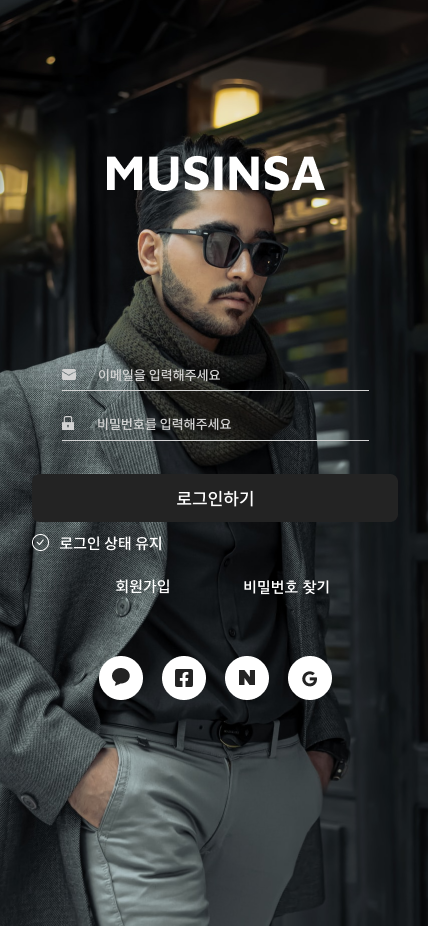 MUSINSA
이메일을 입력해주세요
비밀번호를 입력해주세요
로그인하기
로그인 상태 유지
회원가입
비밀번호 찾기
N
G